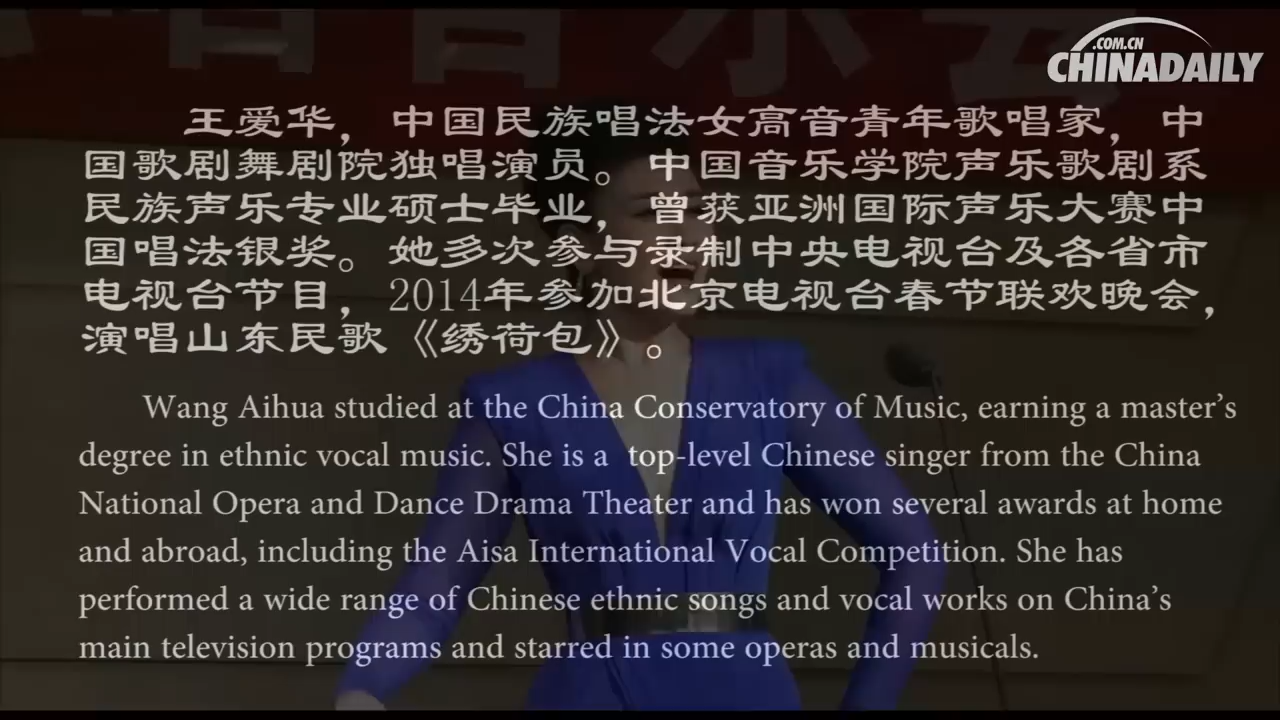 .COM.CN
CHINADAILY
王爱华，中国民族唱法女高音青年歌唱家，中
国歌剧舞剧院独唱演员。中国音乐学院声乐歌剧系
民族声乐专业硕士毕业，曾获亚洲国际声乐大赛中
国唱法银奖。她多次参与录制中央电视台及各省市
电视台节目，2014年参加北京电视台春节联欢晚会，
演唱山东民歌《绣荷包》。
Wang Aihua studied at the China Conservatory of Music, earning a master’s
degree in ethnic vocal music. She is a top-level Chinese singer from the China
National Opera and Dance Drama Theater and has won several awards at home
and abroad, including the Aisa International Vocal Competition. She has
performed a wide range of Chinese ethnic songs and vocal works on China’s
main television programs and starred in some operas and musicals.